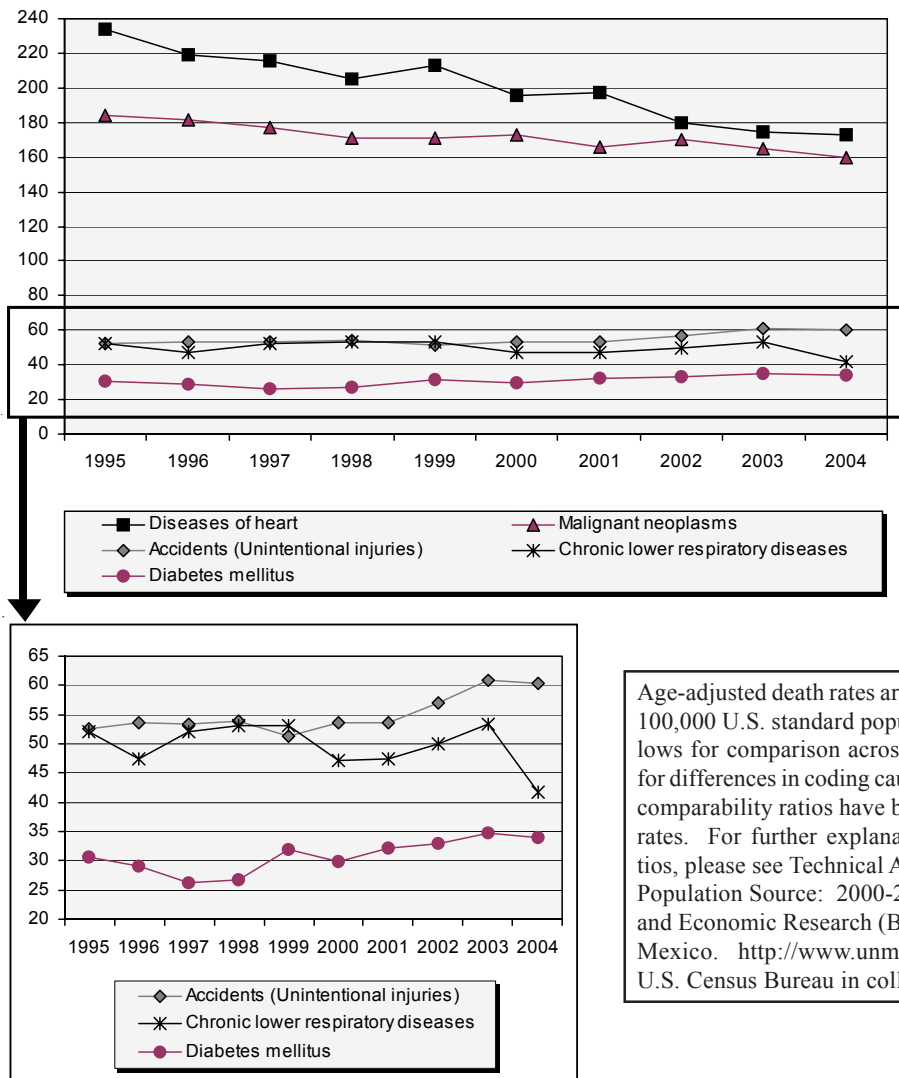 240
220
200
180
160
140
120
100
80
60
40
20
0
1995 1996 1997 1998 1999 2000 2001 2002 2003 2004
Diseases of heart Malignant neoplasms
Accidents (Unintentional injuries) Chronic lower respiratory diseases
Diabetes mellitus
65
60
55
50
45
40
35
30
25
20
1995 1996 1997 1998 1999 2000 2001 2002 2003 2004
Accidents (Unintentional injuries)
Chronic lower respiratory diseases
Diabetes mellitus
Age-adjusted death rates ar
100,000 U.S. standard popu
lows for comparison across
for differences in coding cau
comparability ratios have b
rates. For further explana
tios, please see Technical A
Population Source: 2000-2
and Economic Research (B
Mexico. http://www.unm
U.S. Census Bureau in coll